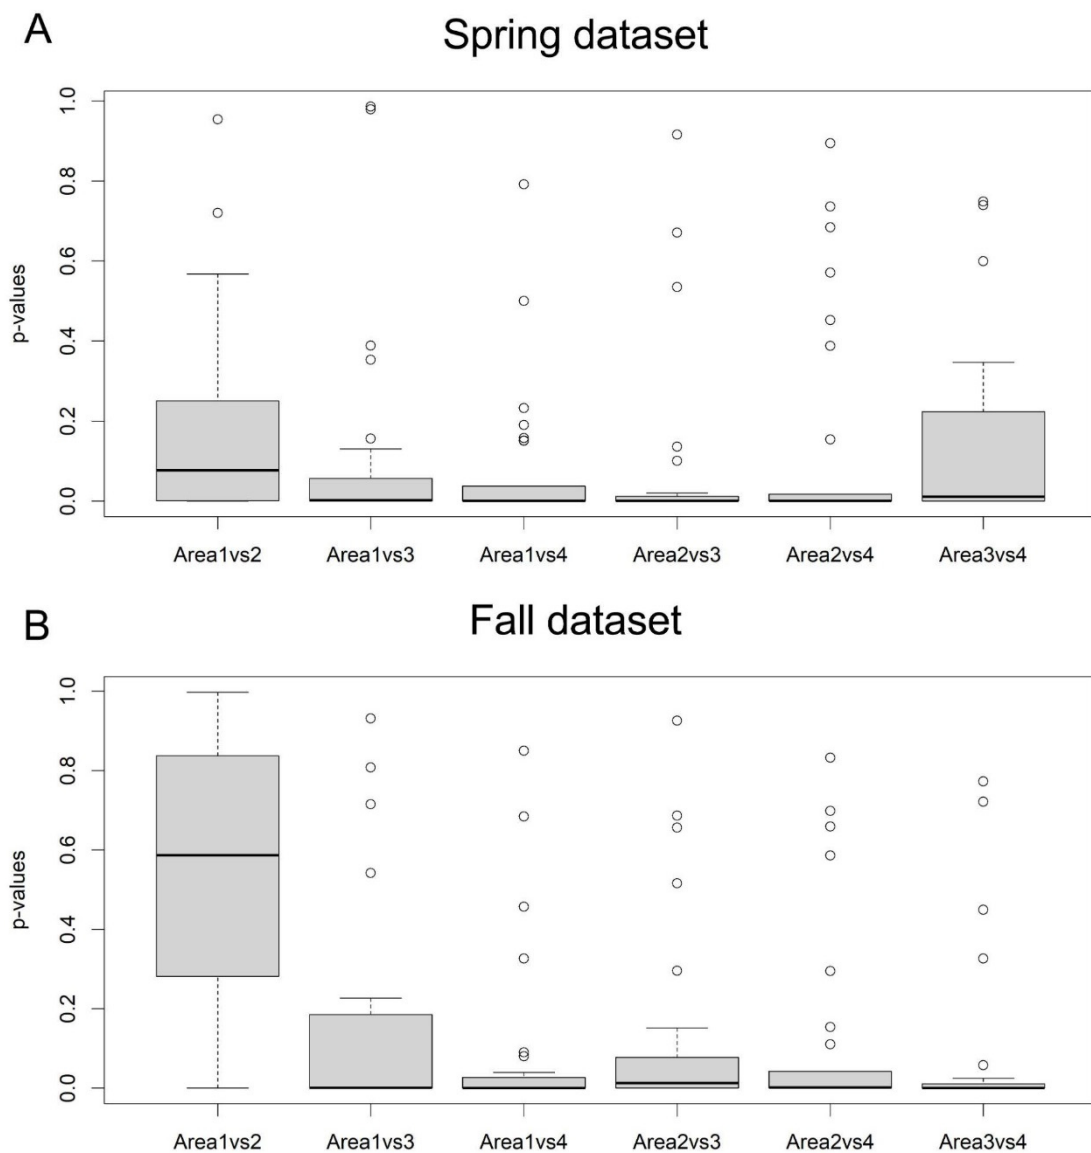 A
Spring dataset
p-values
1.0
0.8
0.6
0.4
0.2
0.0
Area1vs2 Area1vs3 Area1vs4 Area2vs3 Area2vs4 Area3vs4
B
Fall dataset
p-values
1.0
0.8
0.6
0.4
0.2
0.0
Area1vs2 Area1vs3 Area1vs4 Area2vs3 Area2vs4 Area3vs4